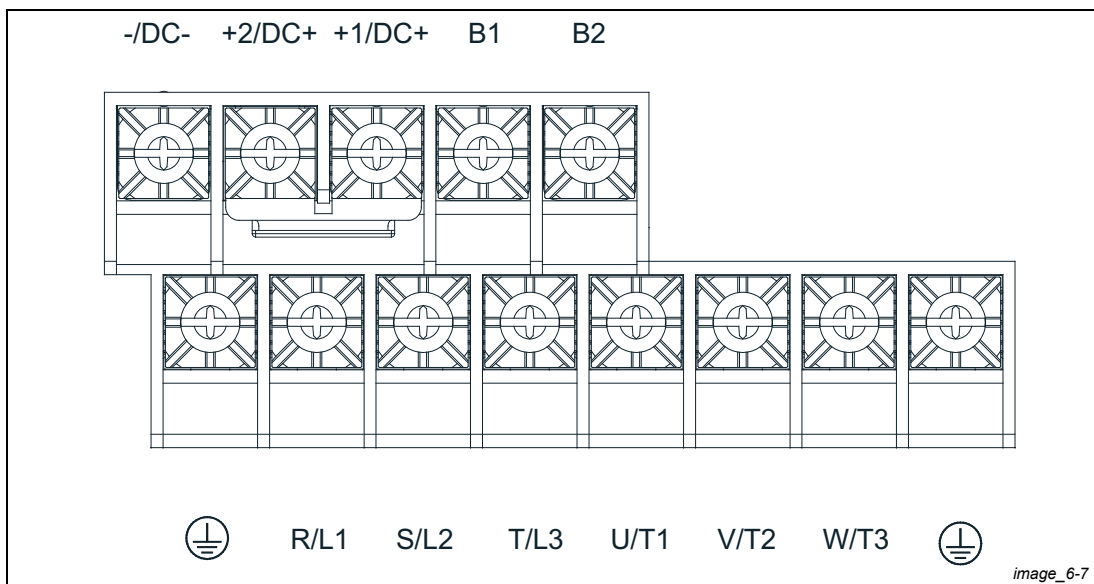 -/DC- +2/DC+ +1/DC+ B1 B2
R/L1 S/L2 T/L3 U/T1 V/T2 W/T3
image_6-7